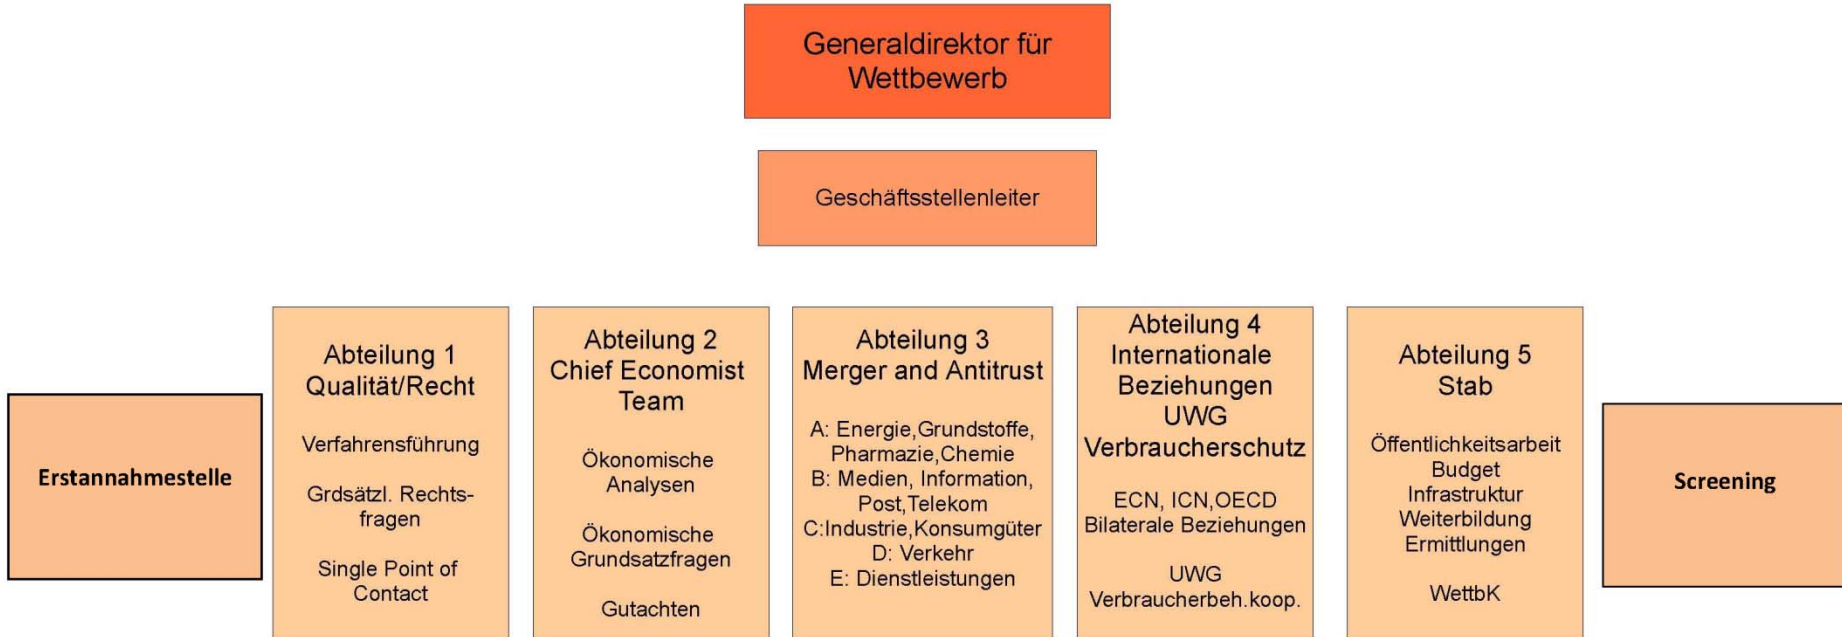 Generaldirektor für
Wettbewerb
Geschäftsstellenleiter
Erstannahmestelle
Abteilung 1
Qualität/Recht
Verfahrensführung
Grdsätzl. Rechts-
fragen
Single Point of
Contact
Abteilung 2
Chief Economist
Team
Ökonomische
Analysen
Ökonomische
Grundsatzfragen
Gutachten
Abteilung 3
Merger and Antitrust
A: Energie,Grundstoffe,
Pharmazie,Chemie
B: Medien, Information,
Post,Telekom
C:Industrie,Konsumgüter
D: Verkehr
E: Dienstleistungen
Abteilung 4
Internationale
Beziehungen
UWG
Verbraucherschutz
ECN, ICN,OECD
Bilaterale Beziehungen
UWG
Verbraucherbeh.koop.
Abteilung 5
Stab
Öffentlichkeitsarbeit
Budget
Infrastruktur
Weiterbildung
Ermittlungen
WettbK
Screening